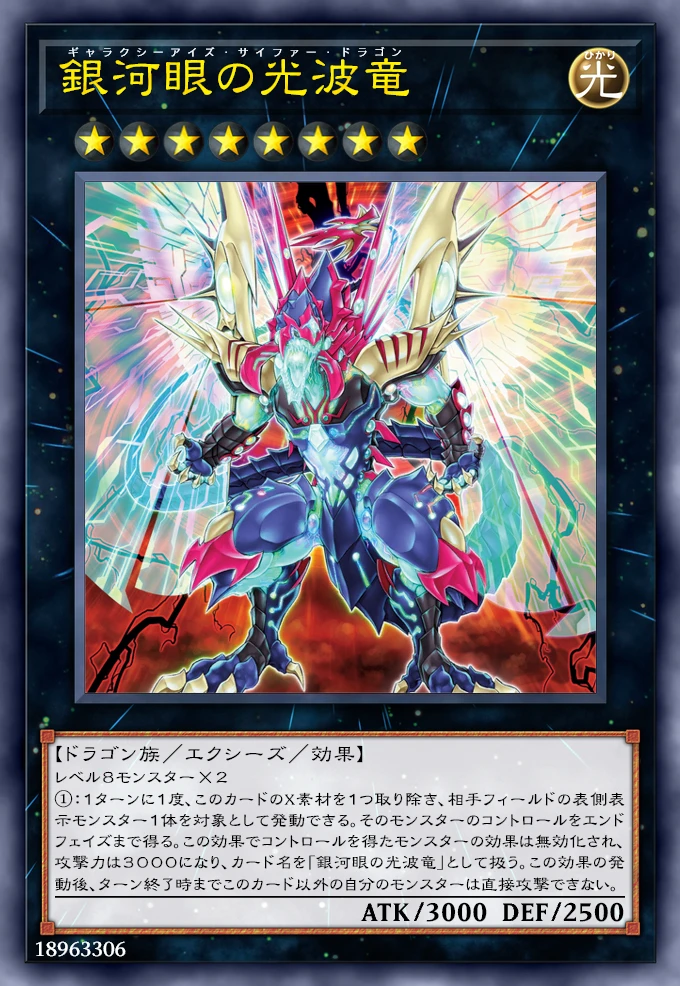 ギャラクシーアイズ・サイファー・ドラゴン
銀河眼の光波竜
ひかり
光
【ドラゴン族／エクシーズ／効果】
レベル８モンスター×２
①：１ターンに１度、このカードのX素材を１つ取り除き、相手フィールドの表側表
示モンスター１体を対象として発動できる。そのモンスターのコントロールをエンド
フェイズまで得る。この効果でコントロールを得たモンスターの効果は無効化され、
攻撃力は３０００になり、カード名を「銀河眼の光波竜」として扱う。この効果の発
動後、ターン終了時までこのカード以外の自分のモンスターは直接攻撃できない。
ATK/3000 DEF/2500
18963306